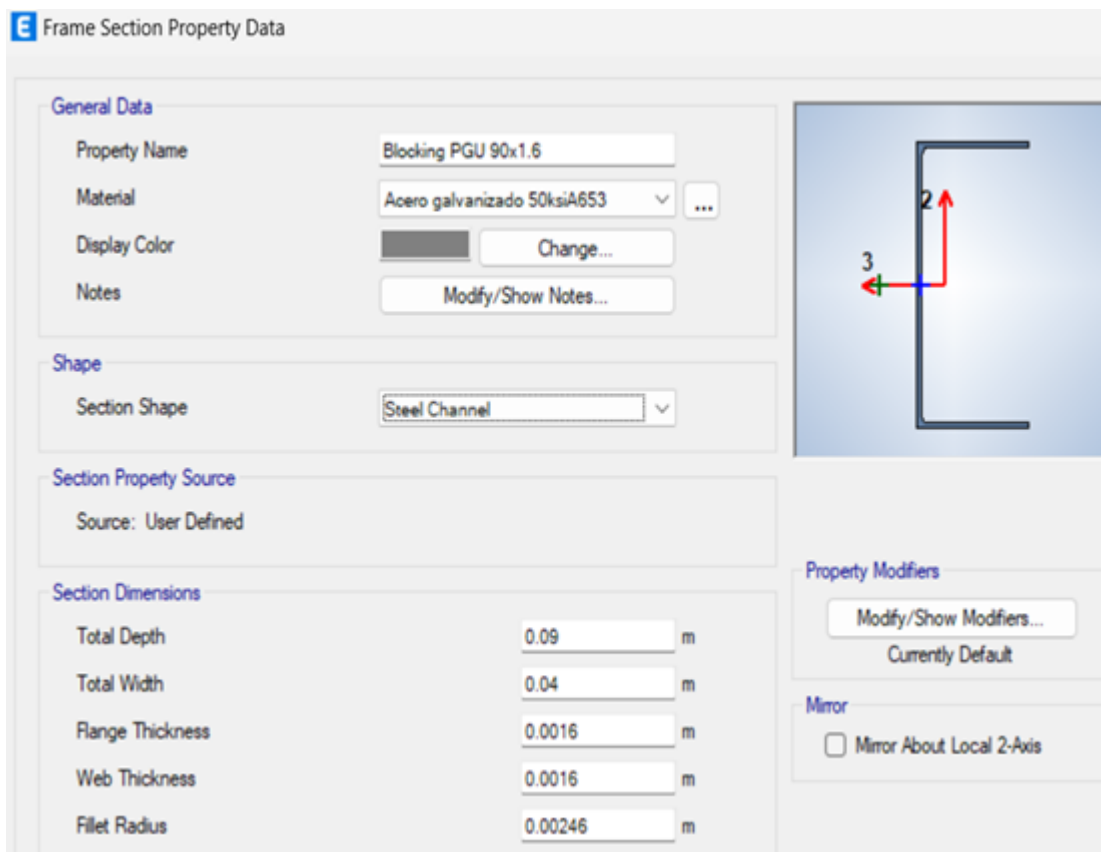 E Frame Section Property Data
General Data
Property Name Blocking PGU 90x1.6
Material Acero galvanizado 50ksiA653 ...
Display Color Change...
Notes Modify/Show Notes...
2
3
Shape
Section Shape Steel Channel
Section Property Source
Source: User Defined
Section Dimensions
Total Depth 0.09 m
Total Width 0.04 m
Flange Thickness 0.0016 m
Web Thickness 0.0016 m
Fillet Radius 0.00246 m
Property Modifiers
Modify/Show Modifiers...
Currently Default
Mirror
Mirror About Local 2-Axis